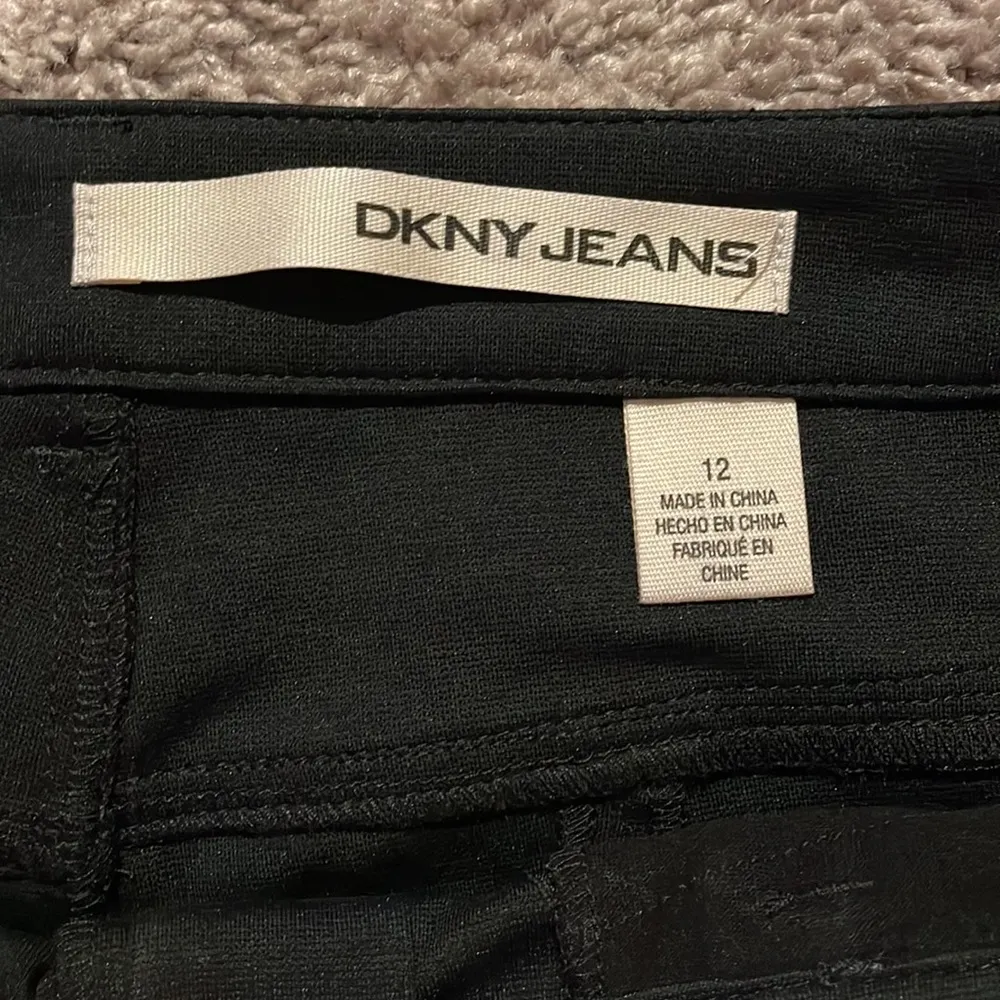 DKNY JEANS
12
MADE IN CHINA
HECHO EN CHINA
FABRIQUÉ EN
CHINE